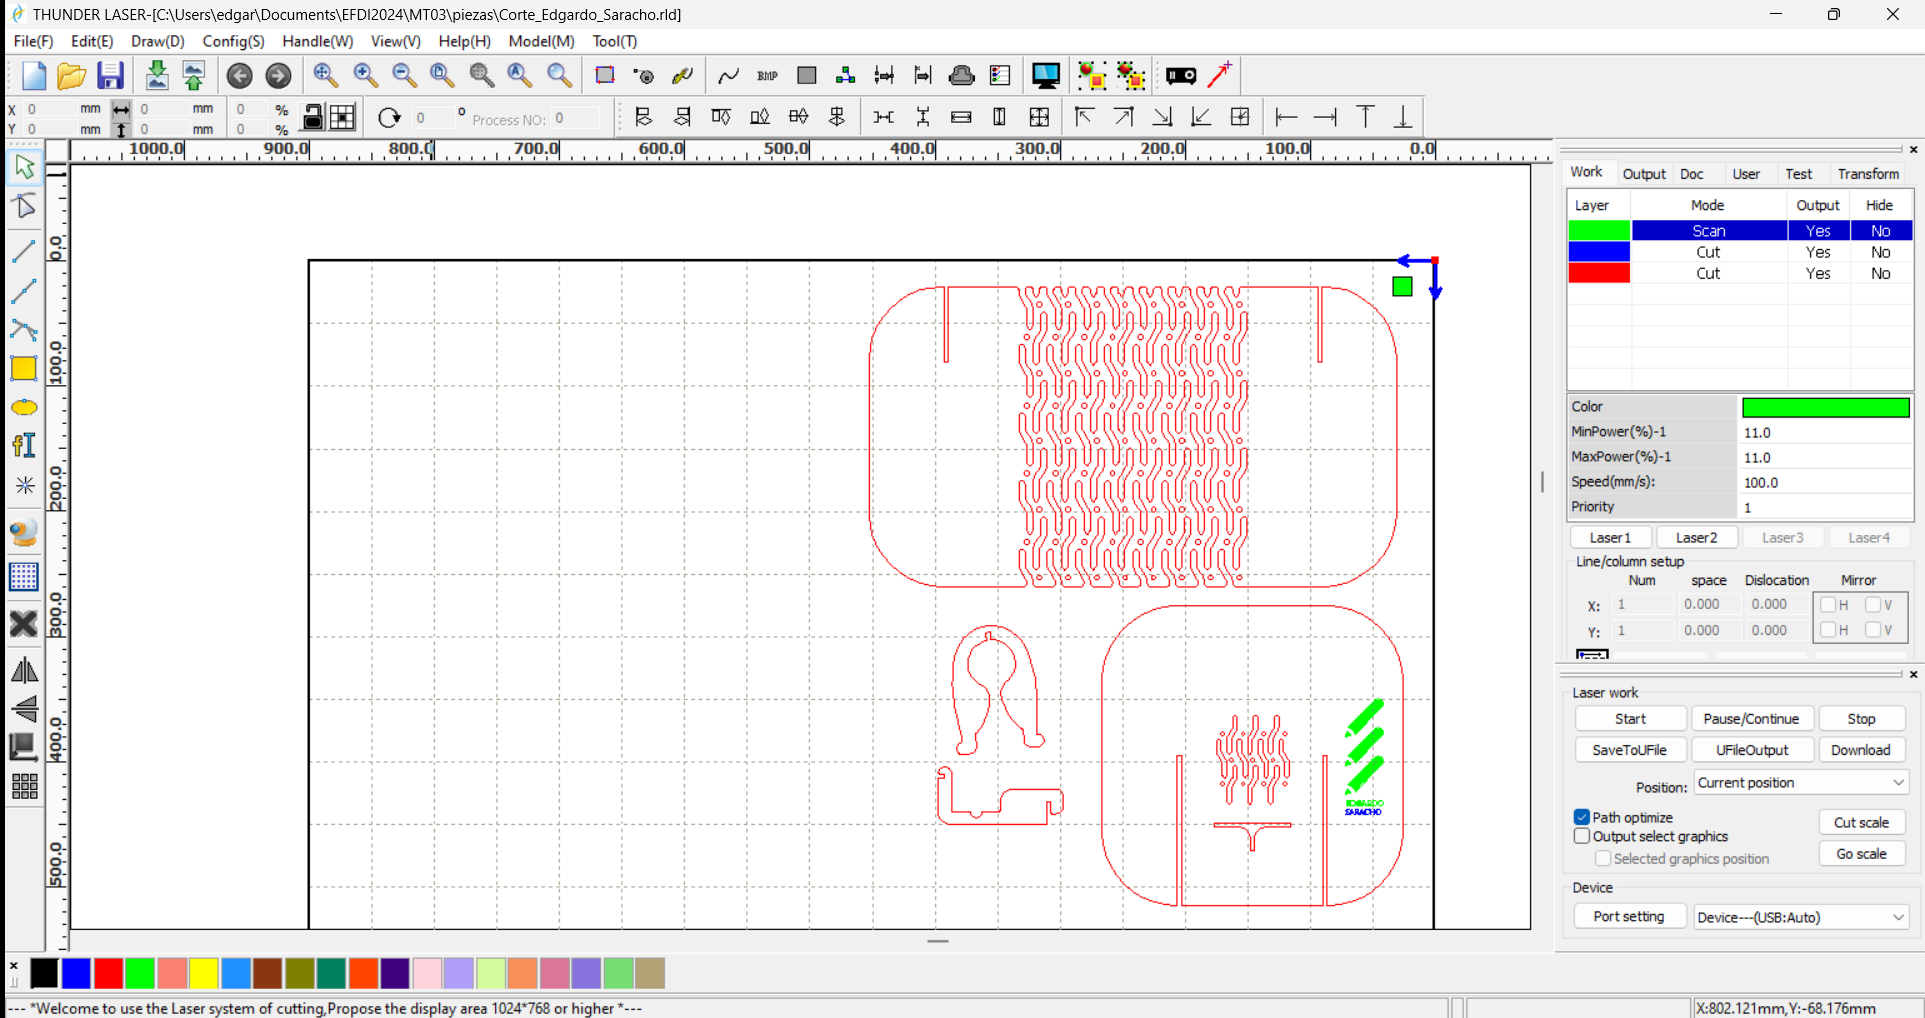 THUNDER LASER-[C:\Users\edgar\Documents\EFDI2024\MT03\piezas\Corte_Edgardo_Saracho.rld]
File(F) Edit(E) Draw(D) Config(S) Handle(W) View(V) Help(H) Model(M) Tool(T)
BMP
X 0 mm 0 mm 0 %
Y 0 mm 0 mm 0 %
0 ° Process NO: 0
1000.0 900.0 800.0 700.0 600.0 500.0 400.0 300.0 200.0 100.0 0.0
0.0
100.0
200.0
300.0
400.0
500.0
EDGARDO
SARACHO
Work Output Doc User Test Transform
Layer Mode Output Hide
Scan Yes No
Cut Yes No
Cut Yes No
Color
MinPower(%)-1 11.0
MaxPower(%)-1 11.0
Speed(mm/s): 100.0
Priority 1
Laser1 Laser2 Laser3 Laser4
Line/column setup
Num space Dislocation Mirror
X: 1 0.000 0.000 H V
Y: 1 0.000 0.000 H V
Laser work
Start Pause/Continue Stop
SaveToUFile UFileOutput Download
Position: Current position
Path optimize
Cut scale
Output select graphics
Selected graphics position
Go scale
Device
Port setting Device---(USB:Auto)
--- *Welcome to use the Laser system of cutting,Propose the display area 1024*768 or higher *---
X:802.121mm,Y:-68.176mm